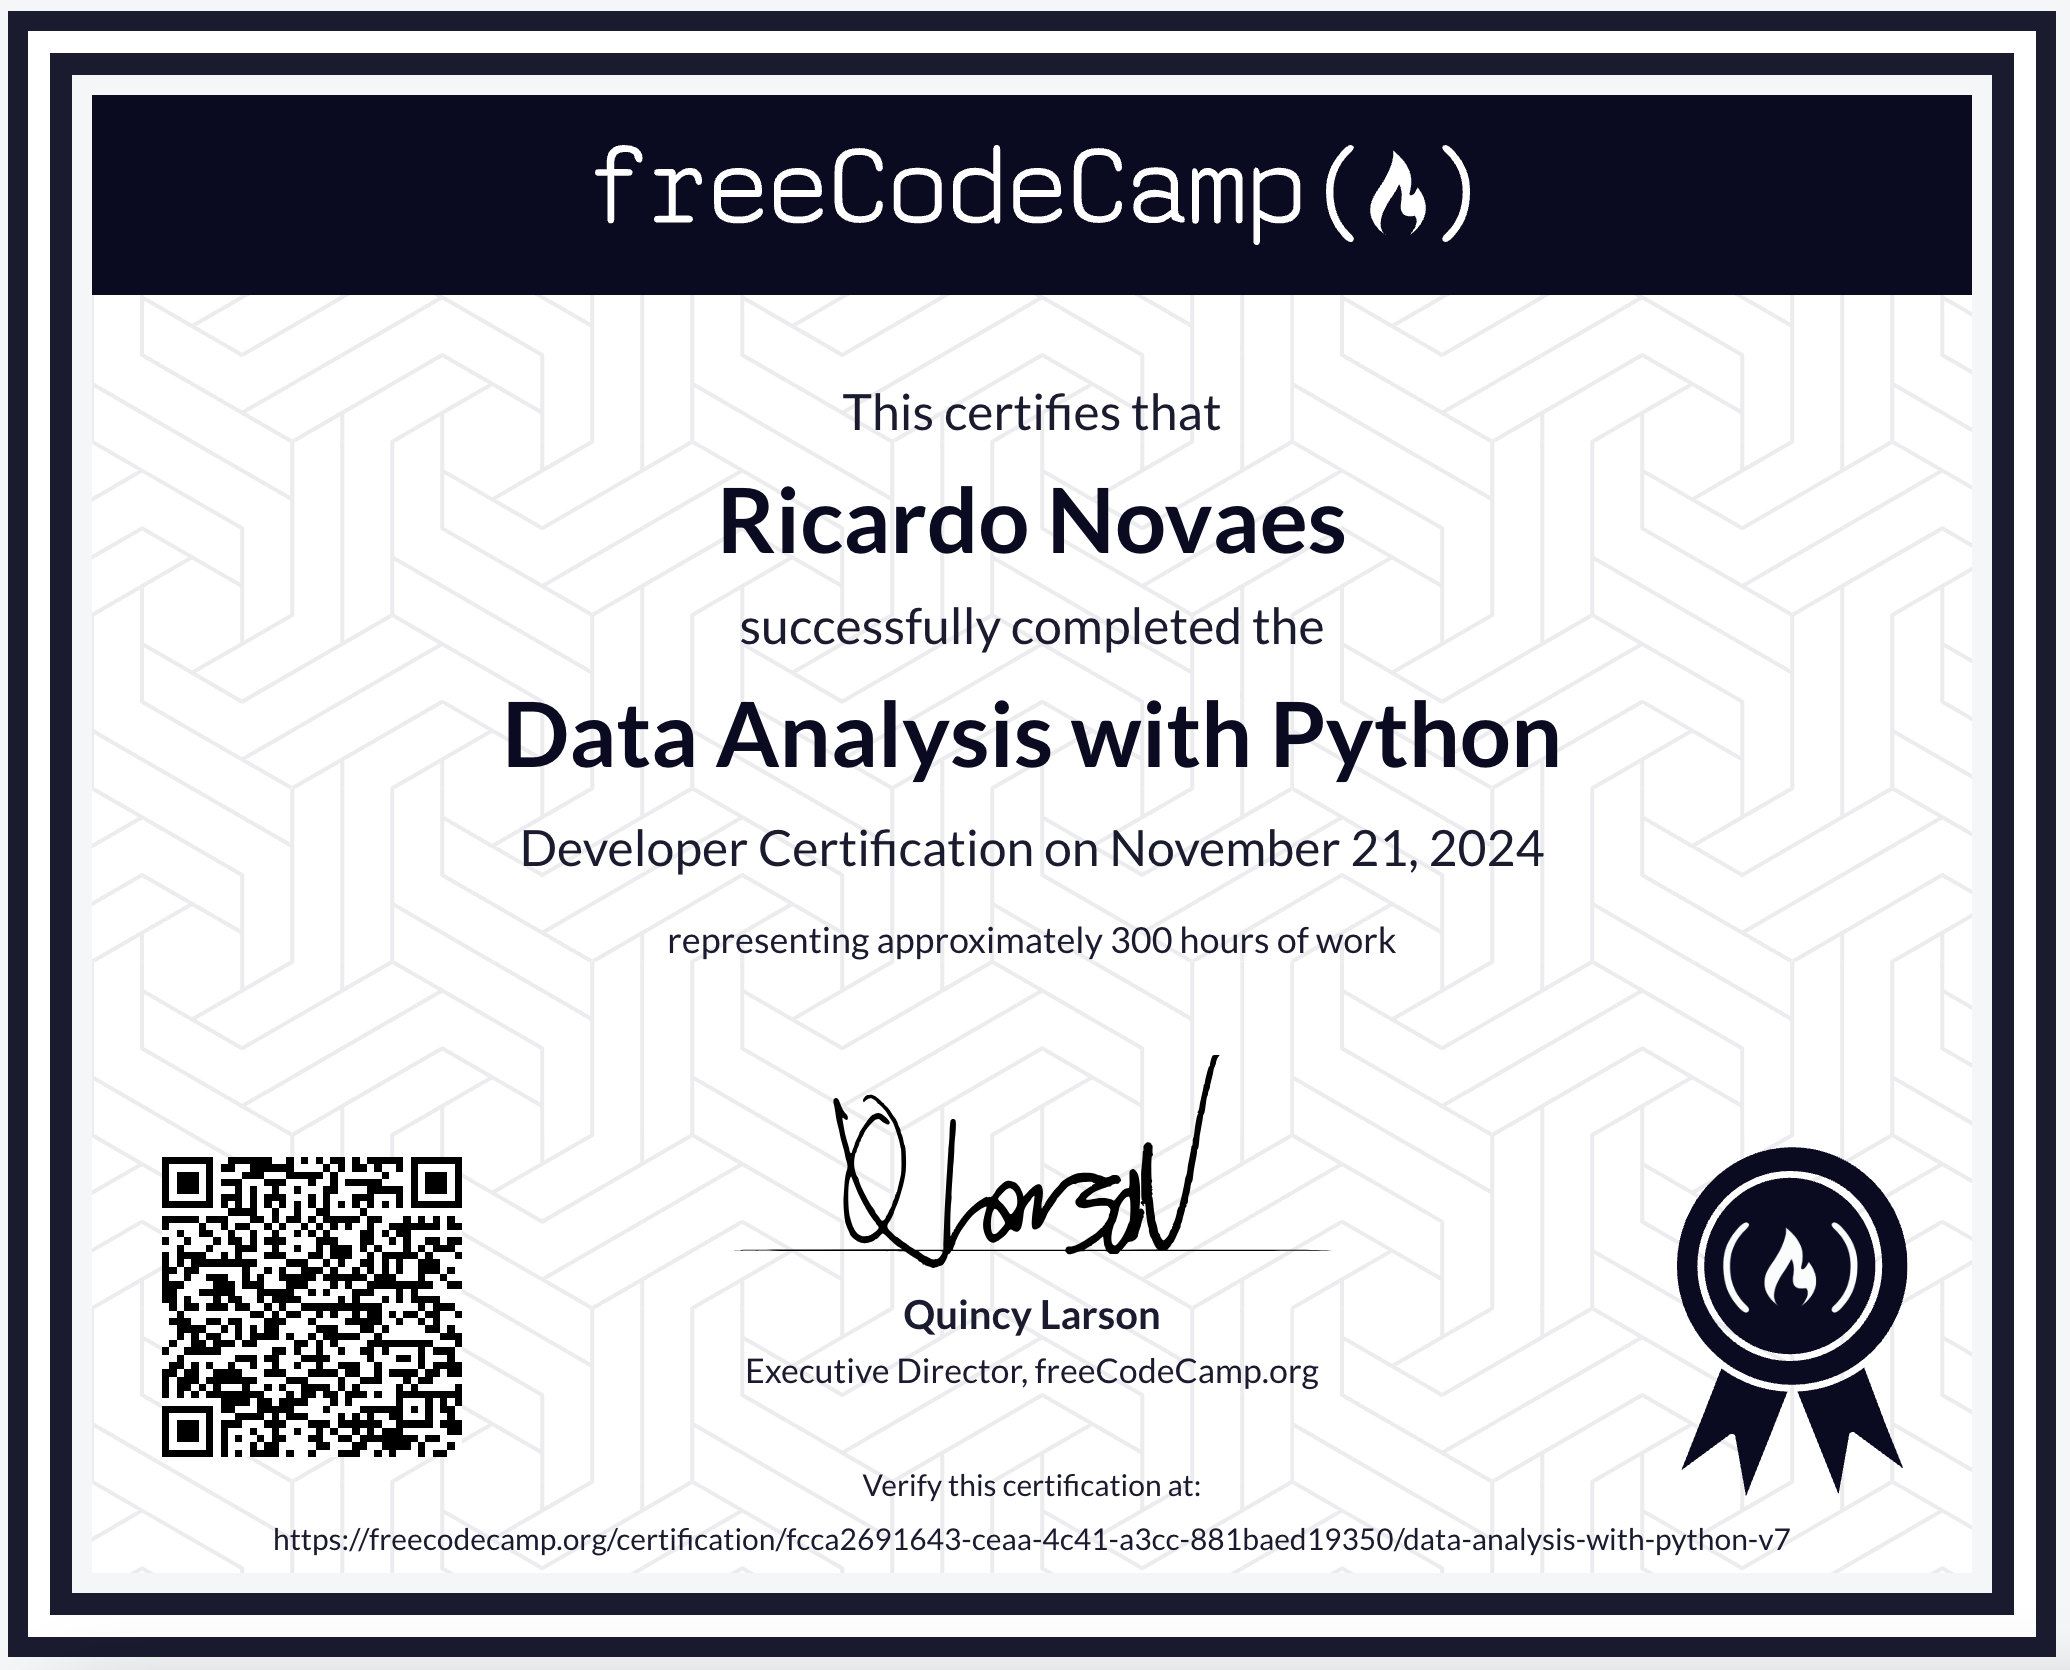 freeCodeCamp(🔥)
This certifies that
Ricardo Novaes
successfully completed the
Data Analysis with Python
Developer Certification on November 21, 2024
representing approximately 300 hours of work
Q Larson
Quincy Larson
Executive Director, freeCodeCamp.org
Verify this certification at:
https://freecodecamp.org/certification/fcca2691643-ceaa-4c41-a3cc-881baed19350/data-analysis-with-python-v7